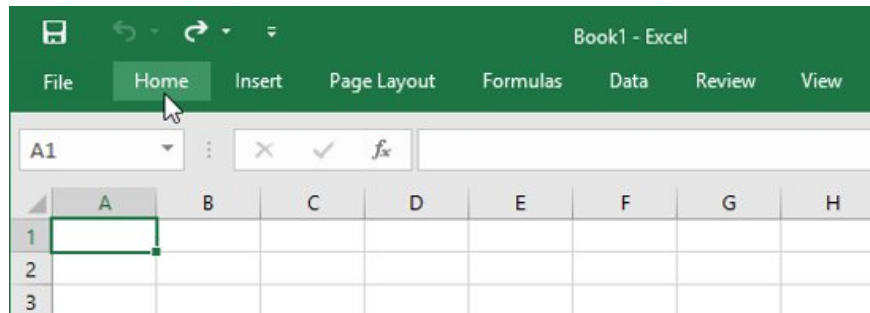 Book1 - Excel
File Home Insert Page Layout Formulas Data Review View
A1 fx
A B C D E F G H
1
2
3